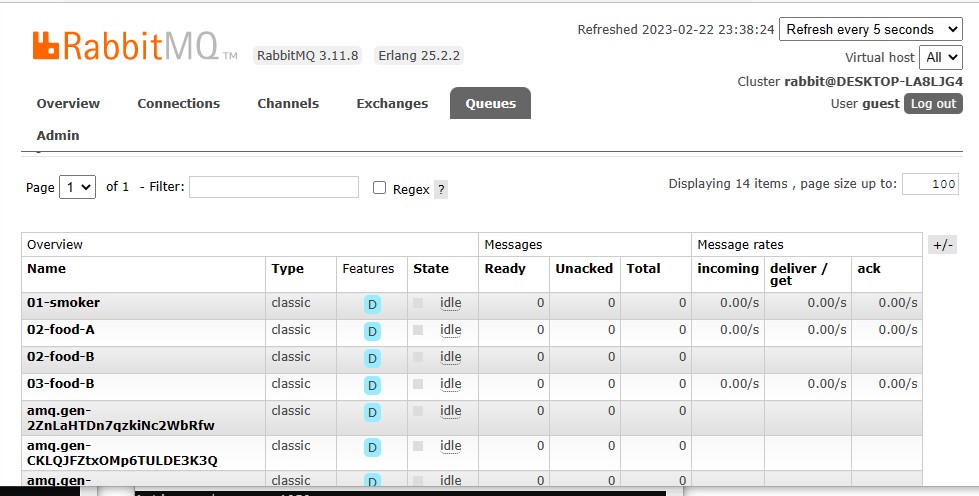 RabbitMQ TM
RabbitMQ 3.11.8 Erlang 25.2.2
Refreshed 2023-02-22 23:38:24 Refresh every 5 seconds
Virtual host All
Cluster rabbit@DESKTOP-LA8LJG4
User guest Log out
Overview Connections Channels Exchanges Queues
Admin
Page 1 of 1 - Filter: Regex ? Displaying 14 items , page size up to: 100
Overview Messages Message rates +/-
Name Type Features State Ready Unacked Total incoming deliver / get ack
01-smoker classic D idle 0 0 0 0.00/s 0.00/s 0.00/s
02-food-A classic D idle 0 0 0 0.00/s 0.00/s 0.00/s
02-food-B classic D idle 0 0 0
03-food-B classic D idle 0 0 0 0.00/s 0.00/s 0.00/s
amq.gen-
2ZnLaHTDn7qzkiNc2WbRfw classic D idle 0 0 0
amq.gen-
CKLQJFZtxOMp6TULDE3K3Q classic D idle 0 0 0
amq.gen- classic D idle 0 0 0